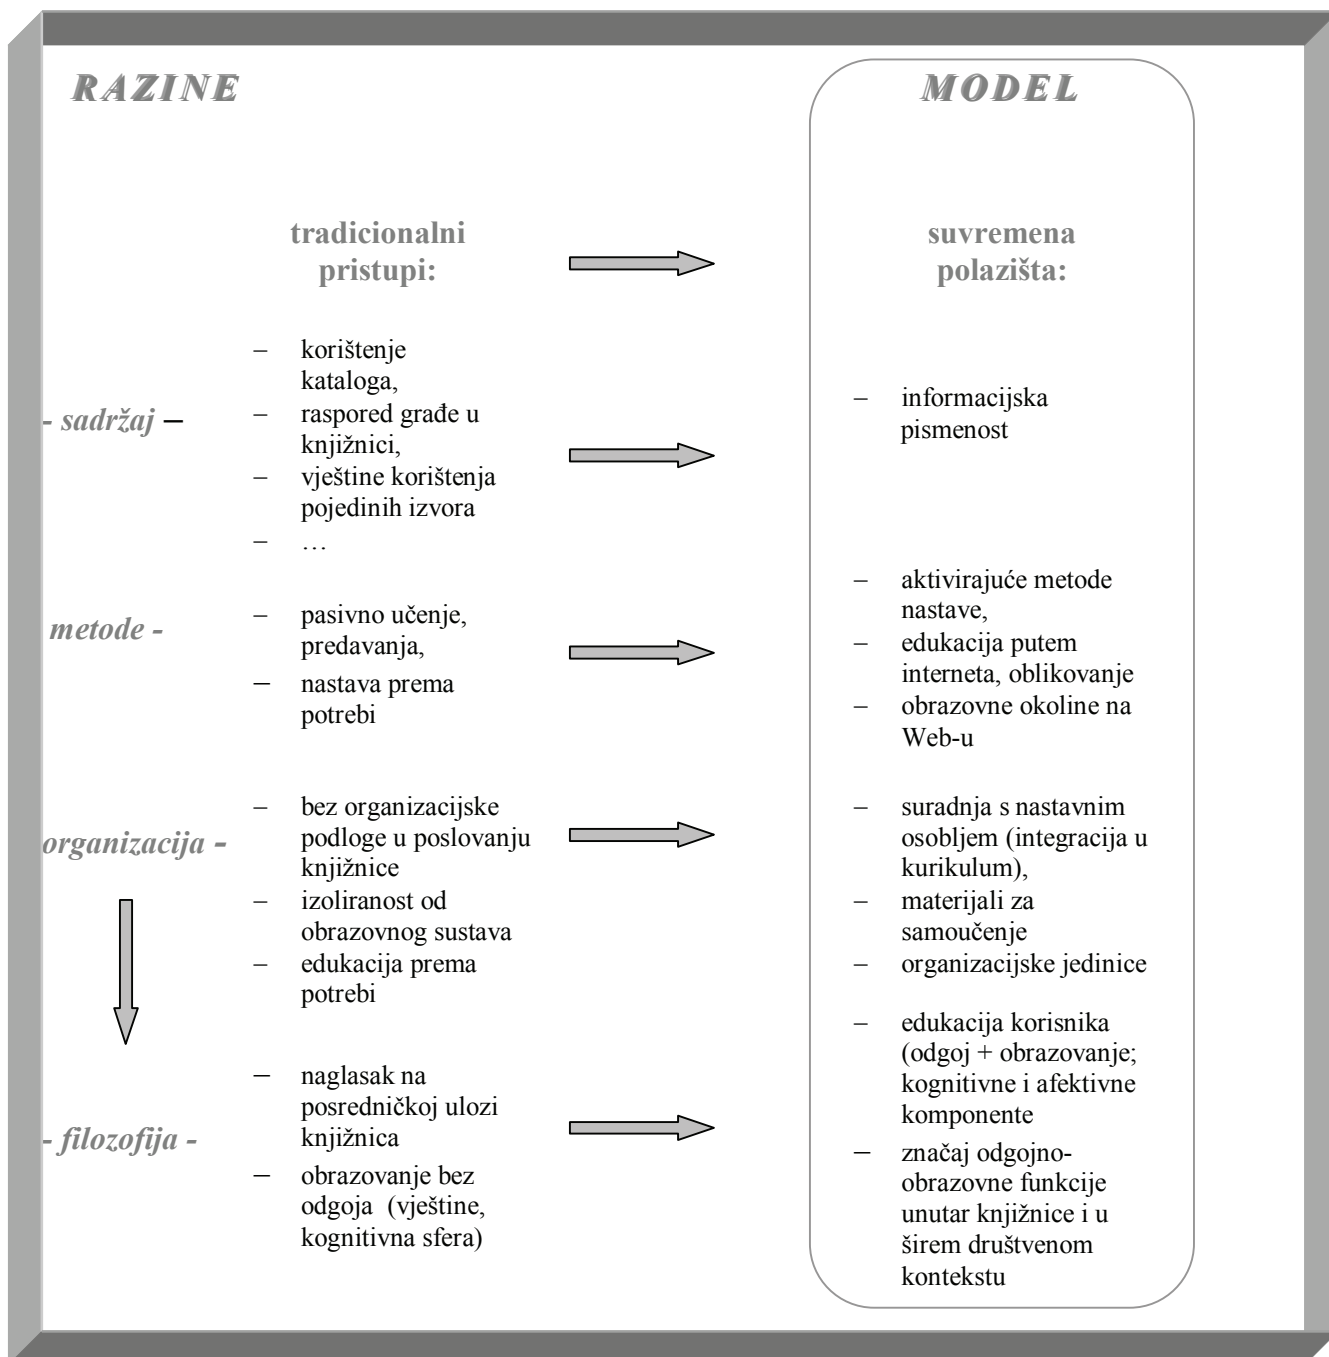 RAZINE
MODEL
tradicionalni
pristupi:
suvremena
polazišta:
- sadržaj –
– korištenje
kataloga,
– raspored građe u
knjižnici,
– vještine korištenja
pojedinih izvora
– …
– informacijska
pismenost
metode -
– pasivno učenje,
predavanja,
– nastava prema
potrebi
– aktivirajuće metode
nastave,
– edukacija putem
interneta, oblikovanje
– obrazovne okoline na
Web-u
organizacija -
– bez organizacijske
podloge u poslovanju
knjižnice
– izoliranost od
obrazovnog sustava
– edukacija prema
potrebi
– suradnja s nastavnim
osobljem (integracija u
kurikulum),
– materijali za
samoučenje
– organizacijske jedinice
- filozofija -
– naglasak na
posredničkoj ulozi
knjižnica
– obrazovanje bez
odgoja (vještine,
kognitivna sfera)
– edukacija korisnika
(odgoj + obrazovanje;
kognitivne i afektivne
komponente
– značaj odgojno-
obrazovne funkcije
unutar knjižnice i u
širem društvenom
kontekstu